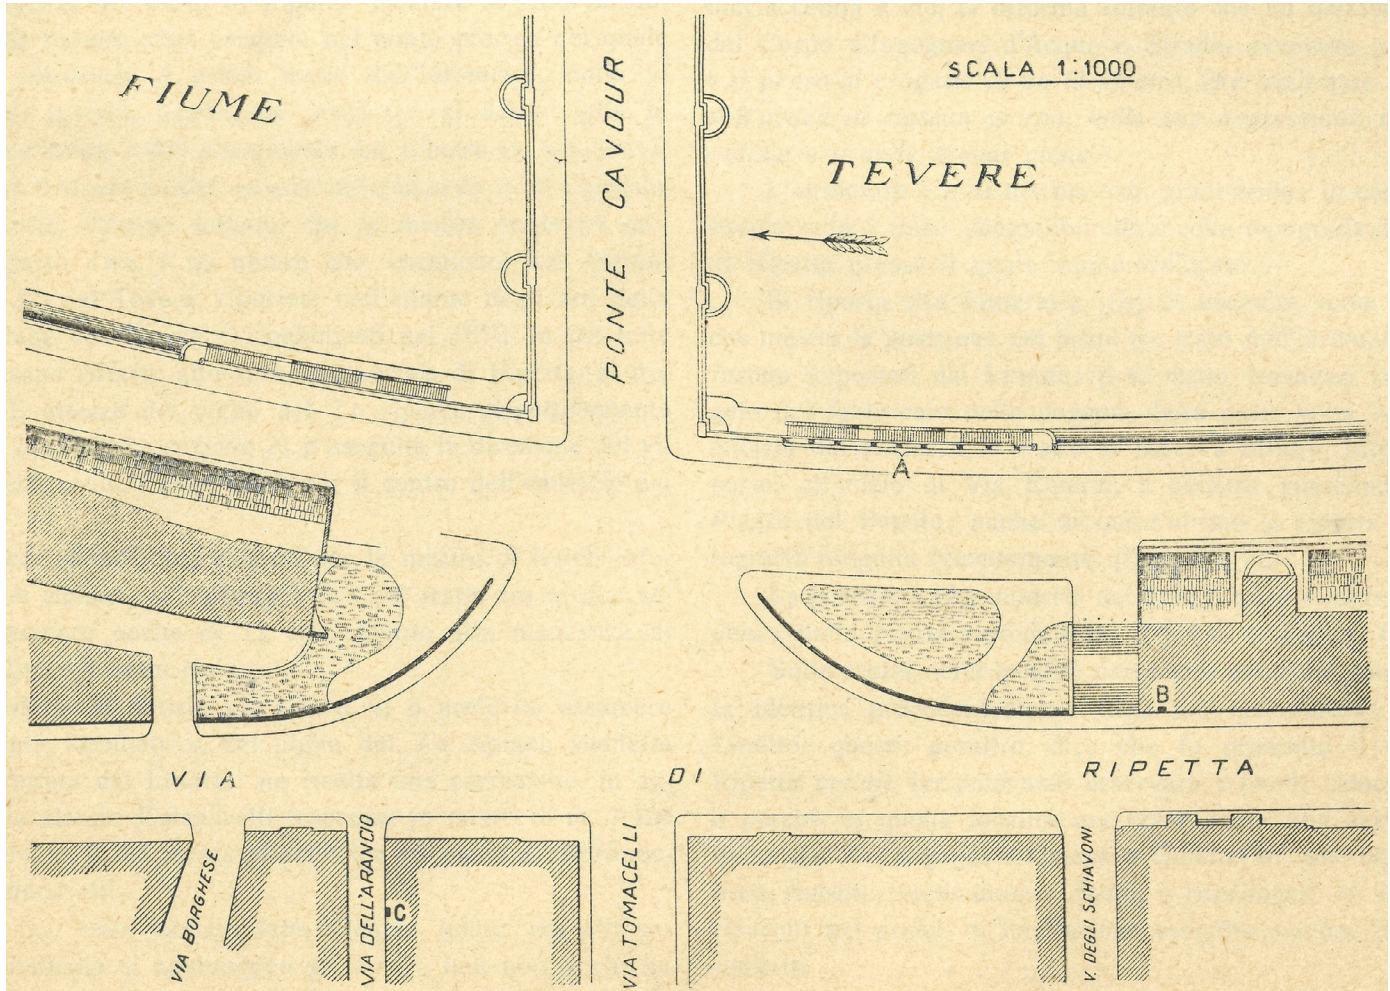 FIUME
PONTE CAVOUR
SCALA 1:1000
TEVERE
A
B
VIA DI RIPETTA
VIA BORGHESE
VIA DELL'ARANCIO
C
VIA TOMACELLI
V. DEGLI SCHIAVONI